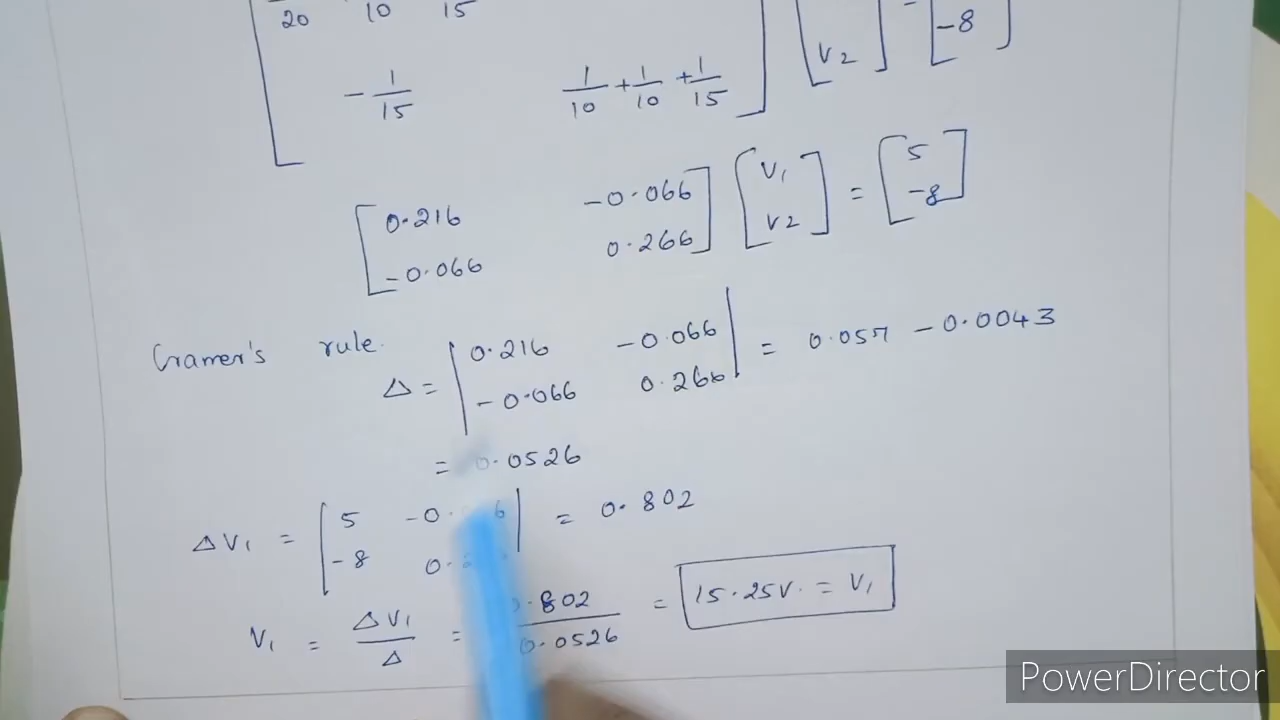 20 10 15
-8
V2
- 1/15 1/10 + 1/10 + 1/15
0.216 -0.066 V1 = 5
-0.066 0.266 V2 -8
Cramer's rule.
Δ = 0.216 -0.066 = 0.057 - 0.0043
-0.066 0.266
= 0.0526
ΔV1 = 5 = 0.802
-8
V1 = ΔV1/Δ = 0.802/0.0526 = 15.25V. = V1
PowerDirector